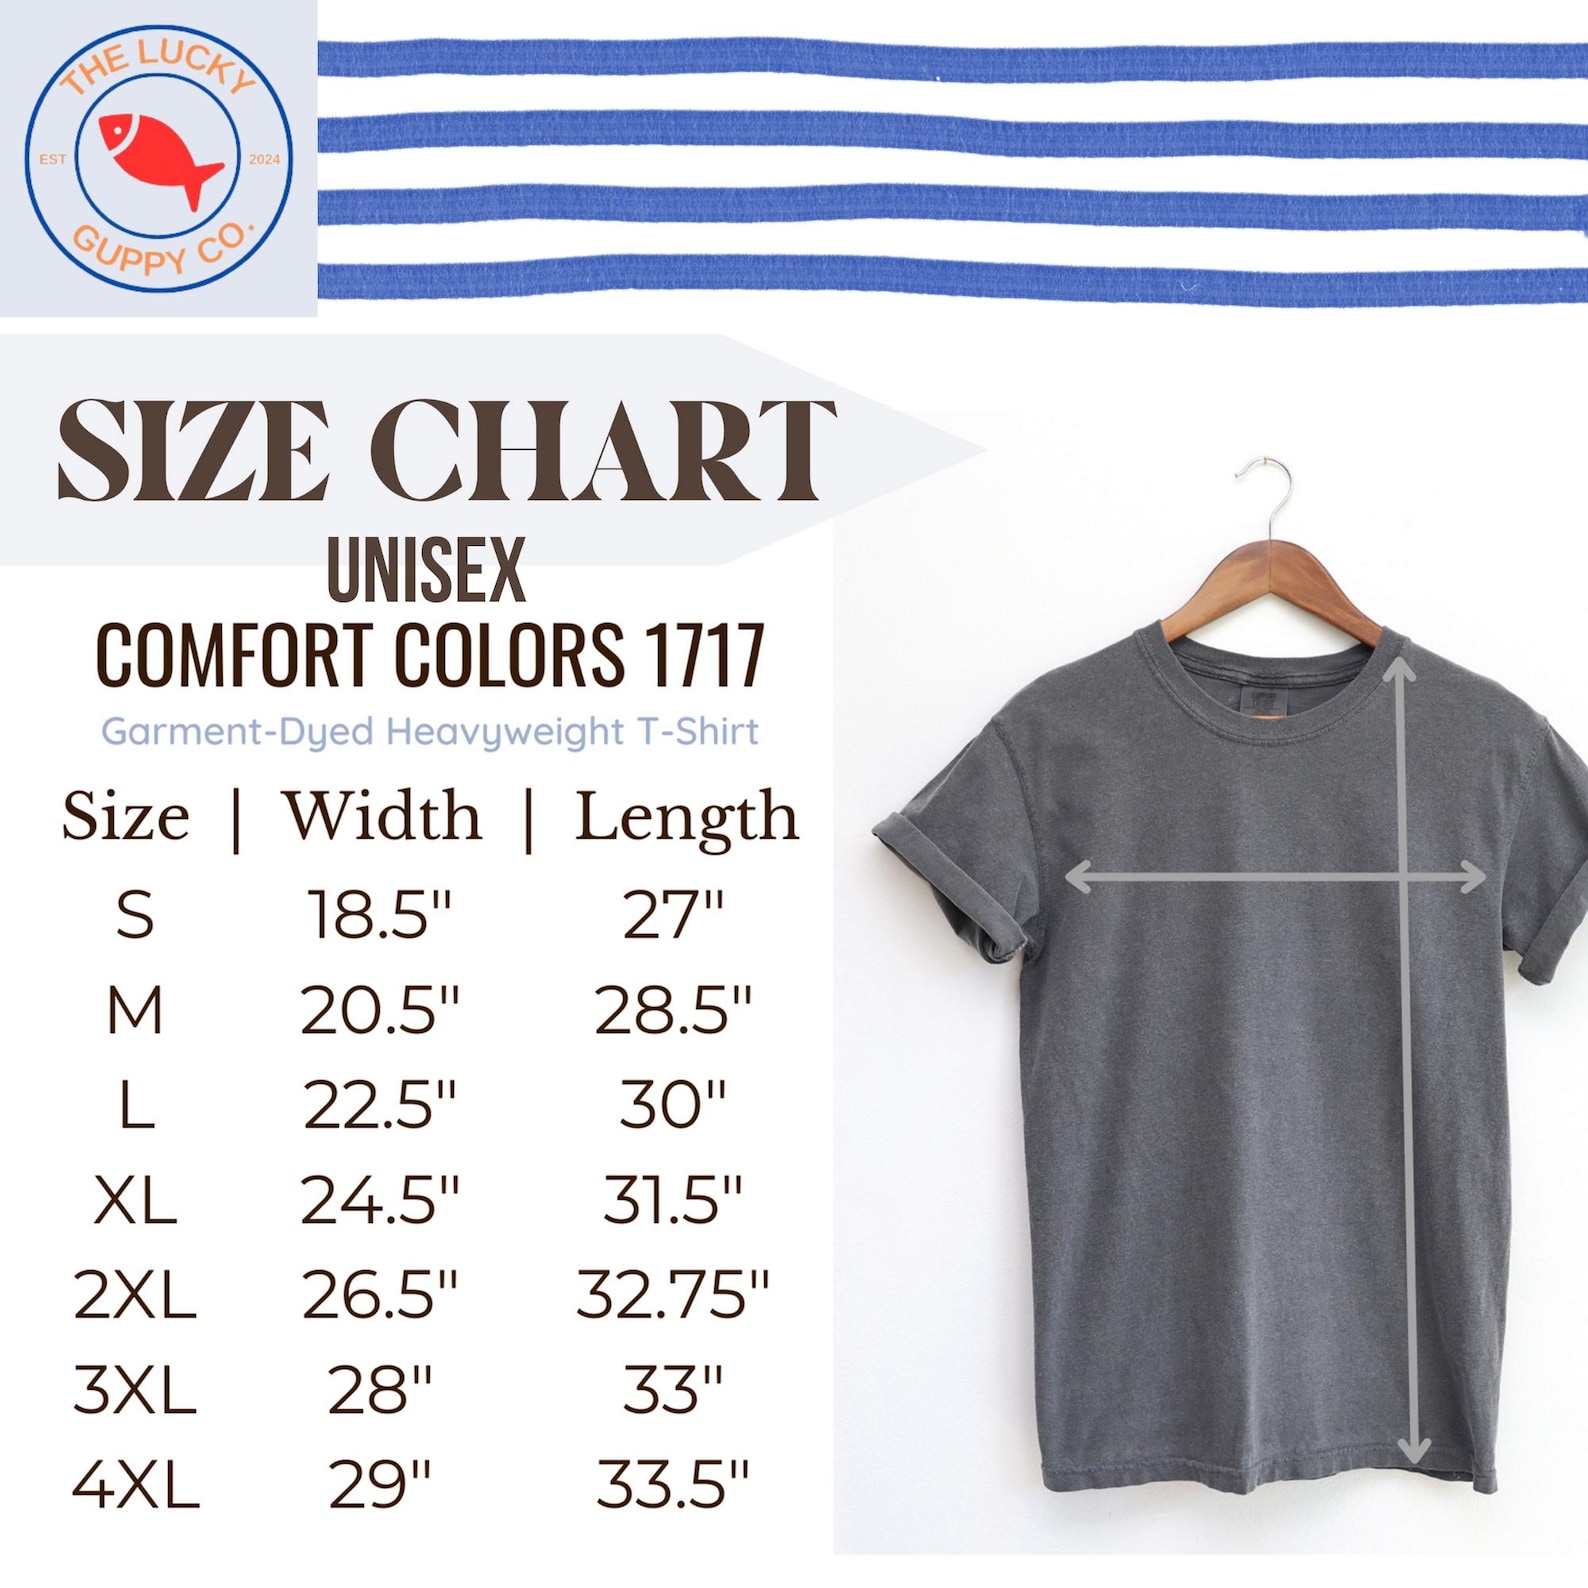 THE LUCKY
EST 2024
GUPPY CO.
SIZE CHART
UNISEX
COMFORT COLORS 1717
Garment-Dyed Heavyweight T-Shirt
Size | Width | Length
S 18.5" 27"
M 20.5" 28.5"
L 22.5" 30"
XL 24.5" 31.5"
2XL 26.5" 32.75"
3XL 28" 33"
4XL 29" 33.5"